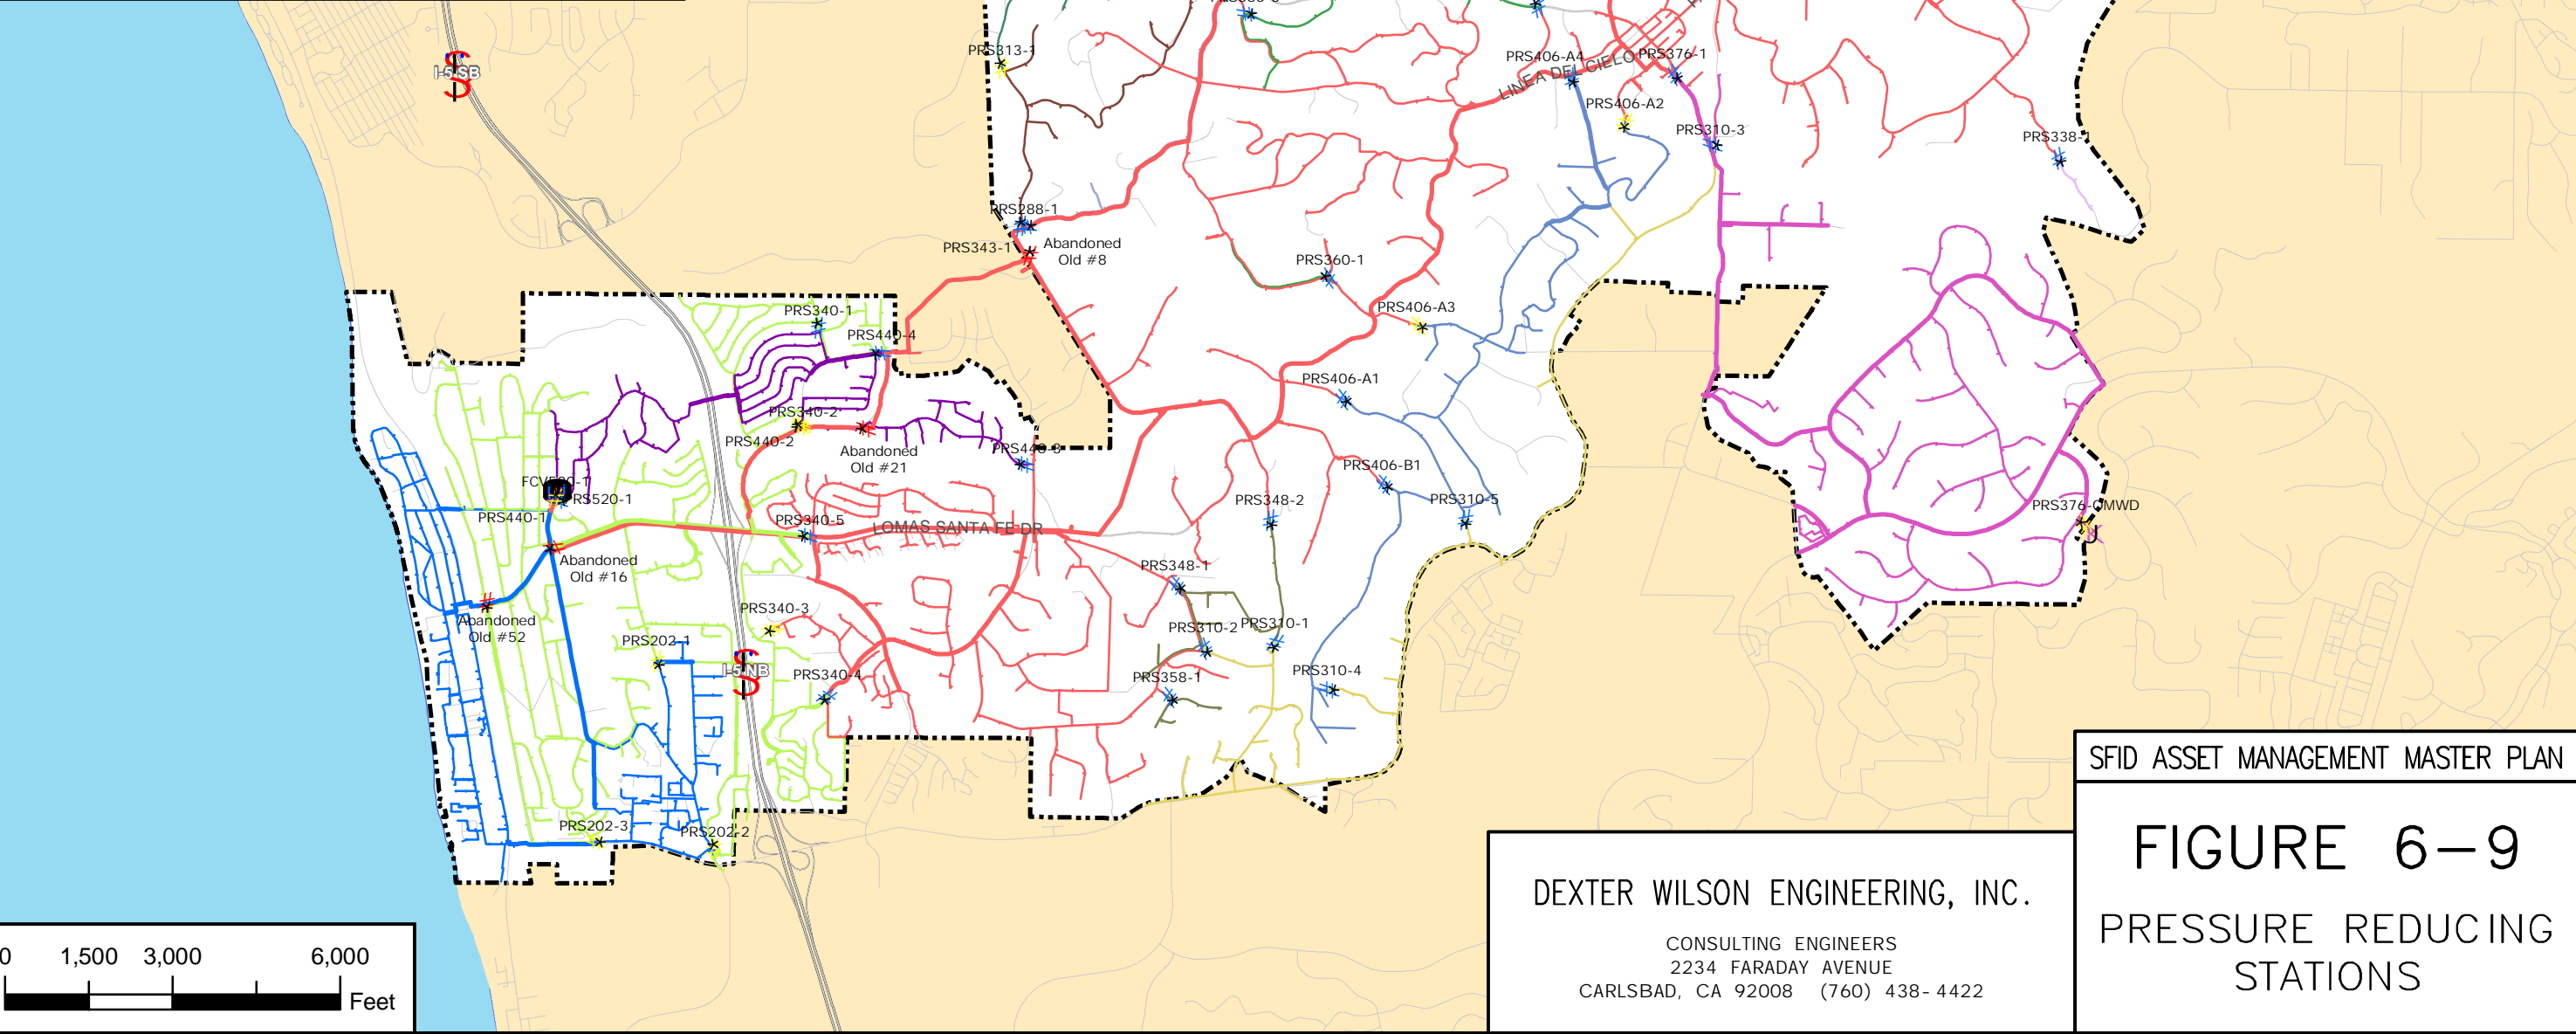 PRS313-1
I-5 SB
PRS406-A4
PRS376-1
LINEA DEL CIELO
PRS406-A2
PRS310-3
PRS338-1
PRS288-1
PRS343-1
Abandoned
Old #8
PRS360-1
PRS406-A3
PRS340-1
PRS440-4
PRS406-A1
PRS340-2
PRS440-2
Abandoned
Old #21
PRS406-B1
PRS348-2
PRS310-5
PRS440-1
PRS340-5
LOMAS SANTA FE DR
Abandoned
Old #16
PRS348-1
PRS340-3
Abandoned
Old #52
PRS202-1
PRS310-2
PRS310-1
I-5 NB
PRS340-4
PRS358-1
PRS310-4
PRS202-3
PRS202-2
0 1,500 3,000 6,000
Feet
DEXTER WILSON ENGINEERING, INC.
CONSULTING ENGINEERS
2234 FARADAY AVENUE
CARLSBAD, CA 92008 (760) 438-4422
SFID ASSET MANAGEMENT MASTER PLAN
FIGURE 6-9
PRESSURE REDUCING
STATIONS